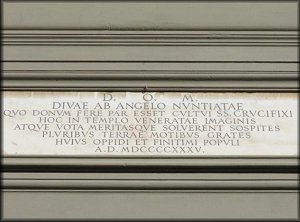 D. O. M.
DIVAE AB ANGELO NVNTIATAE
QVO DONVM FERE PAR ESSET CVLTVI SS. CRVCIFIXI
HOC IN TEMPLO VENERATAE IMAGINIS
ATQVE VOTA MERITASQVE SOLVERENT SOSPITES
PLVRIBVS TERRAE MOTIBVS GRATES
HVIVS OPPIDI ET FINITIMI POPVLI
A.D. MDCCCCXXXV.